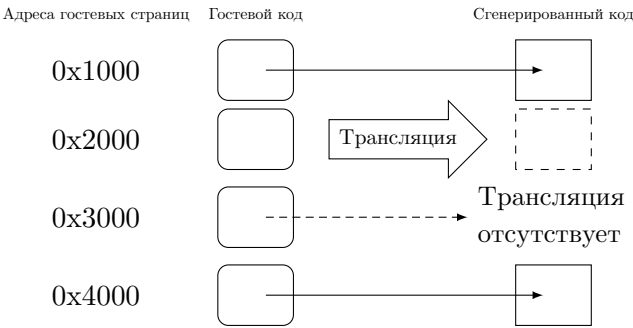 Адреса гостевых страниц Гостевой код Сгенерированный код
0x1000
0x2000 Трансляция
0x3000 Трансляция
отсутствует
0x4000